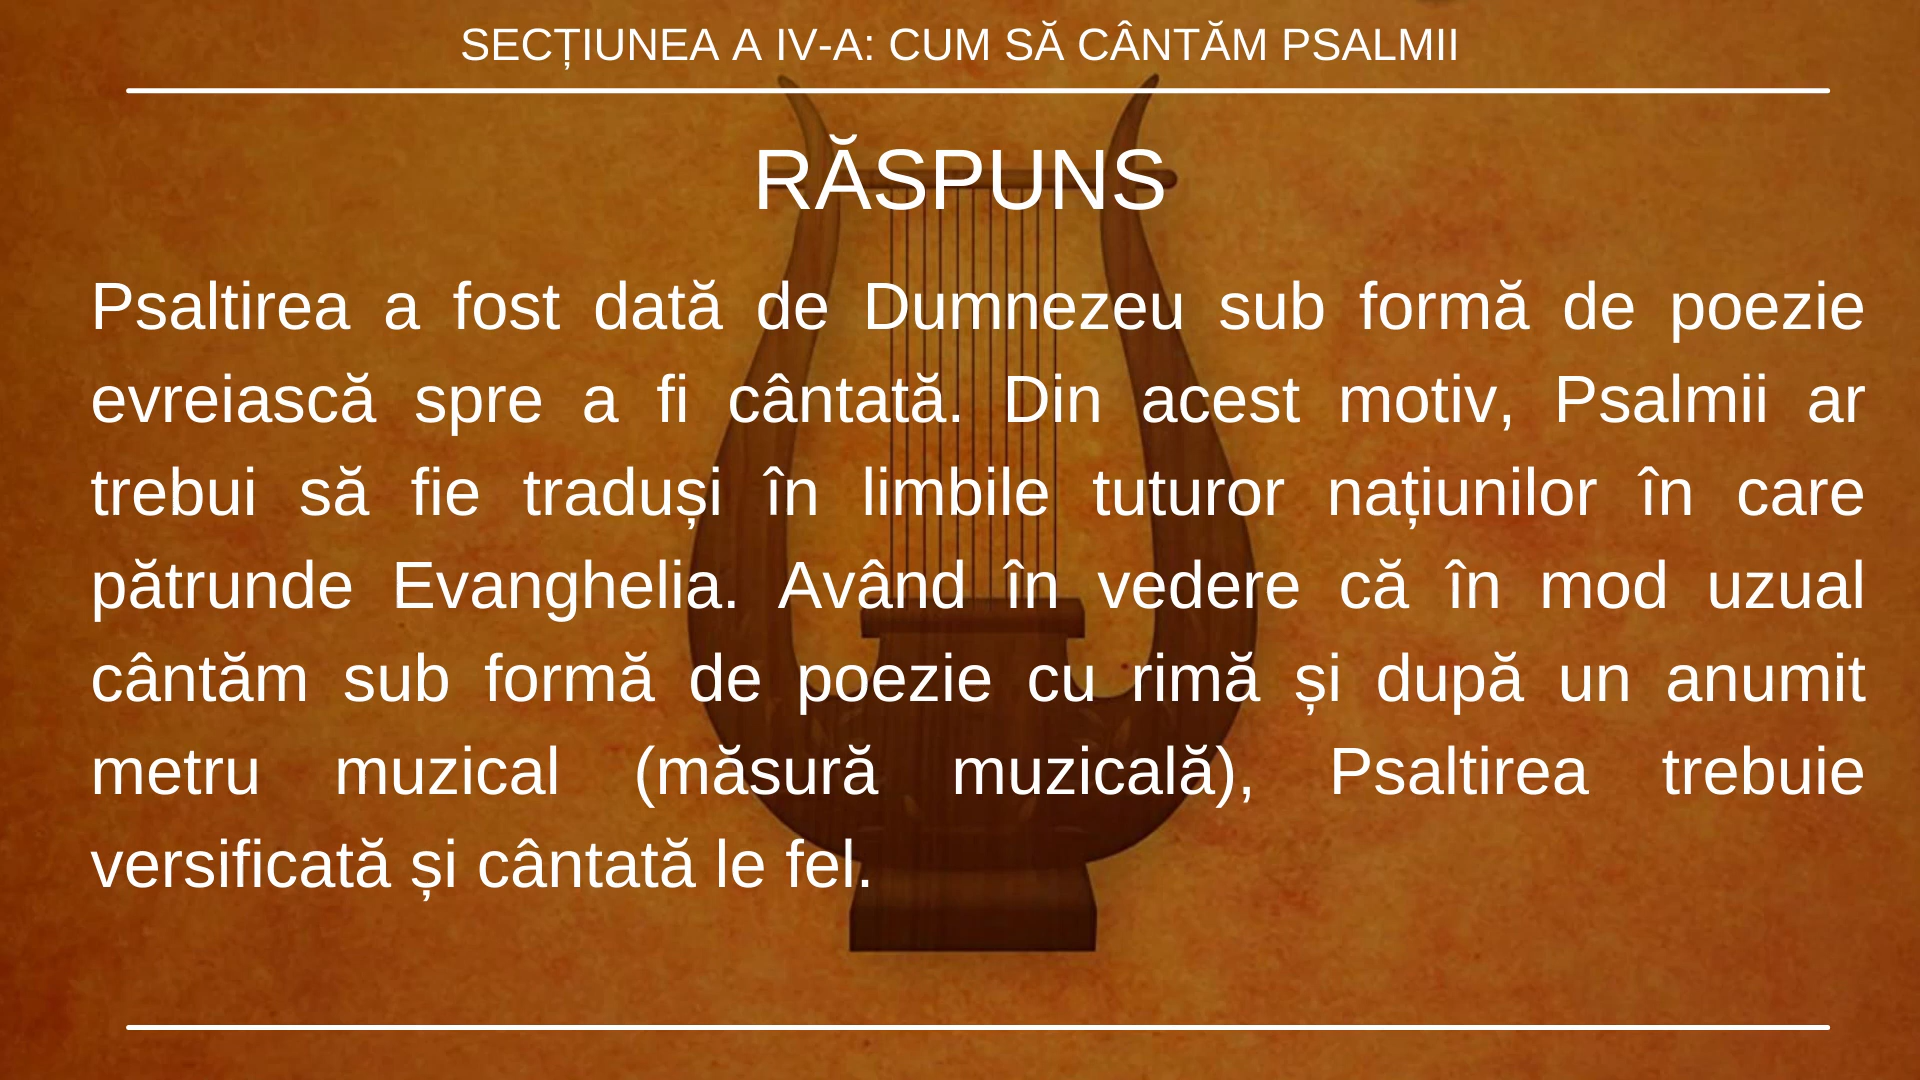 SECȚIUNEA A IV-A: CUM SĂ CÂNTĂM PSALMII
RĂSPUNS
Psaltirea a fost dată de Dumnezeu sub formă de poezie
evreiască spre a fi cântată. Din acest motiv, Psalmii ar
trebui să fie traduși în limbile tuturor națiunilor în care
pătrunde Evanghelia. Având în vedere că în mod uzual
cântăm sub formă de poezie cu rimă și după un anumit
metru muzical (măsură muzicală), Psaltirea trebuie
versificată și cântată le fel.